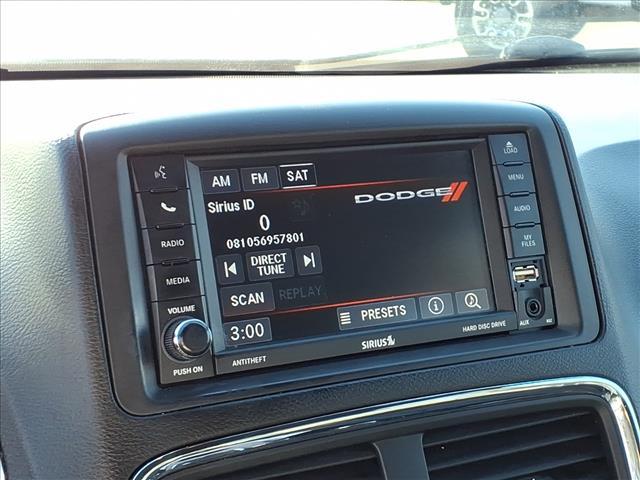 AM FM SAT
Sirius ID
0
081056957801
DIRECT
TUNE
SCAN REPLAY
3:00
PRESETS
DODGE
RADIO
MEDIA
VOLUME
PUSH ON
ANTITHEFT
SIRIUS
HARD DISC DRIVE
LOAD
MENU
AUDIO
MY
FILES
AUX